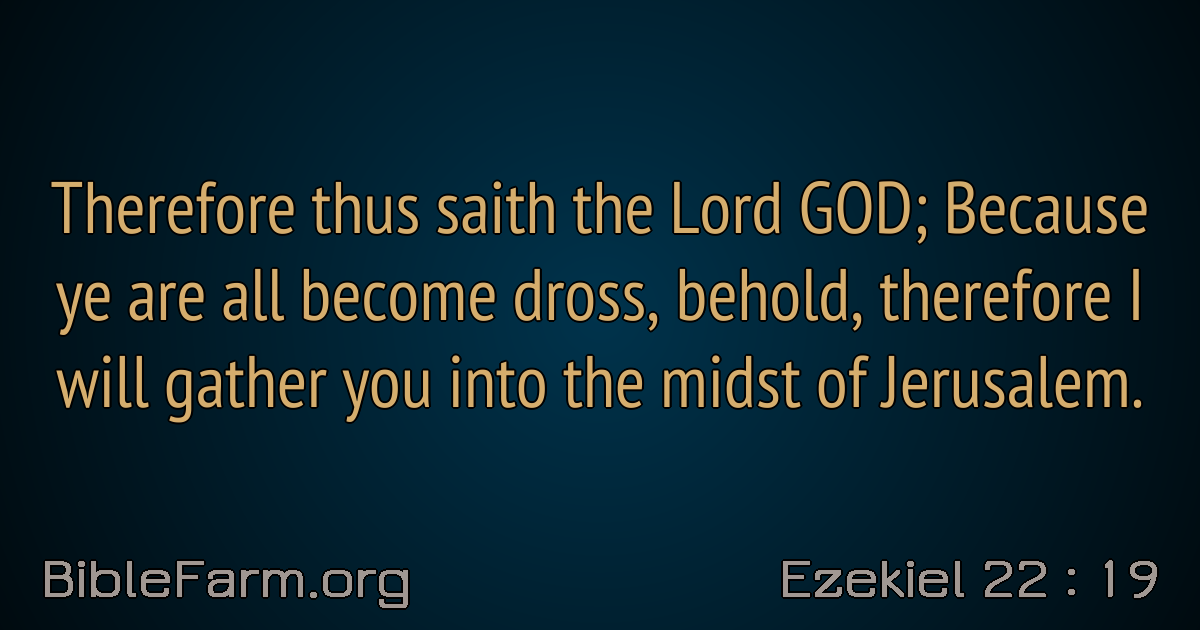 Therefore thus saith the Lord GOD; Because
ye are all become dross, behold, therefore I
will gather you into the midst of Jerusalem.
BibleFarm.org
Ezekiel 22 : 19